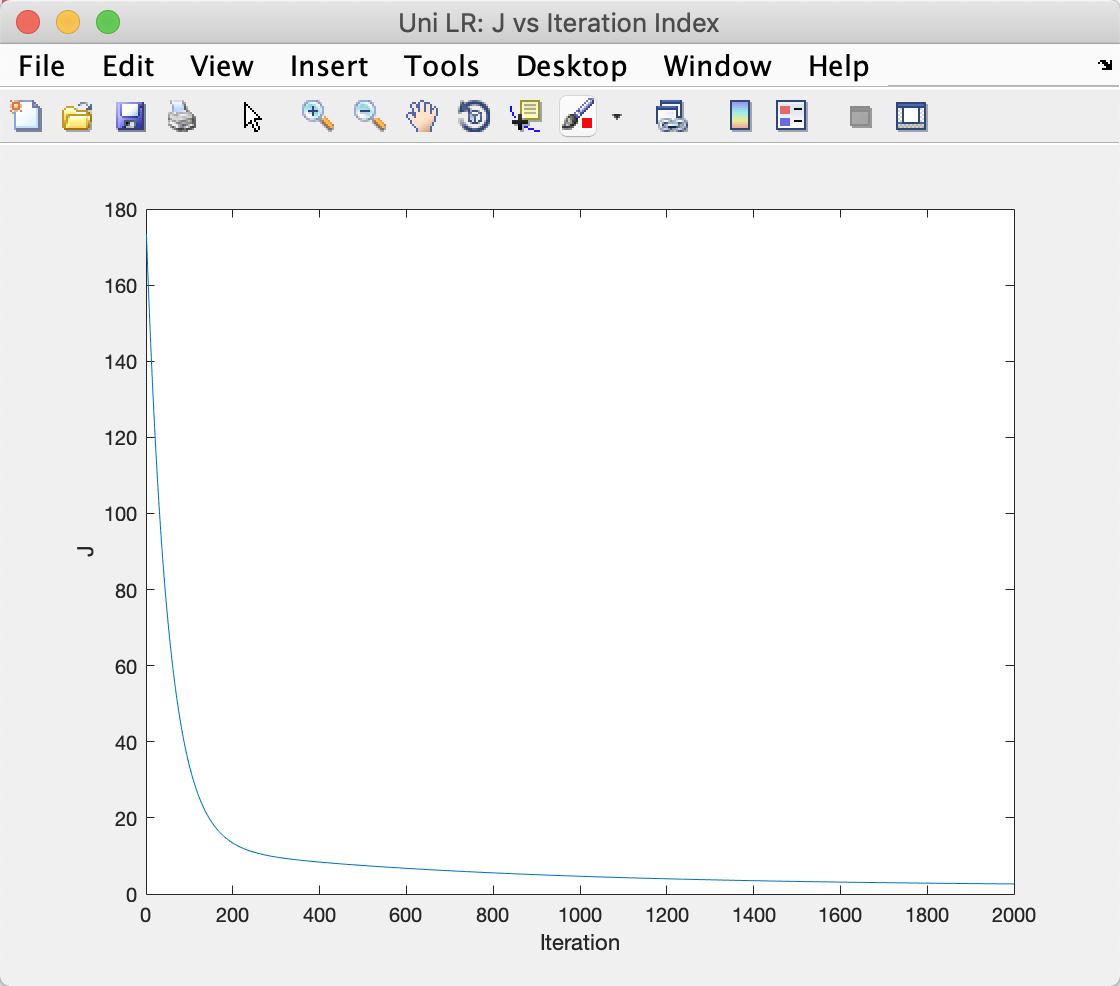 Uni LR: J vs Iteration Index
File Edit View Insert Tools Desktop Window Help
180
160
140
120
100
80
60
40
20
0
J
0 200 400 600 800 1000 1200 1400 1600 1800 2000
Iteration